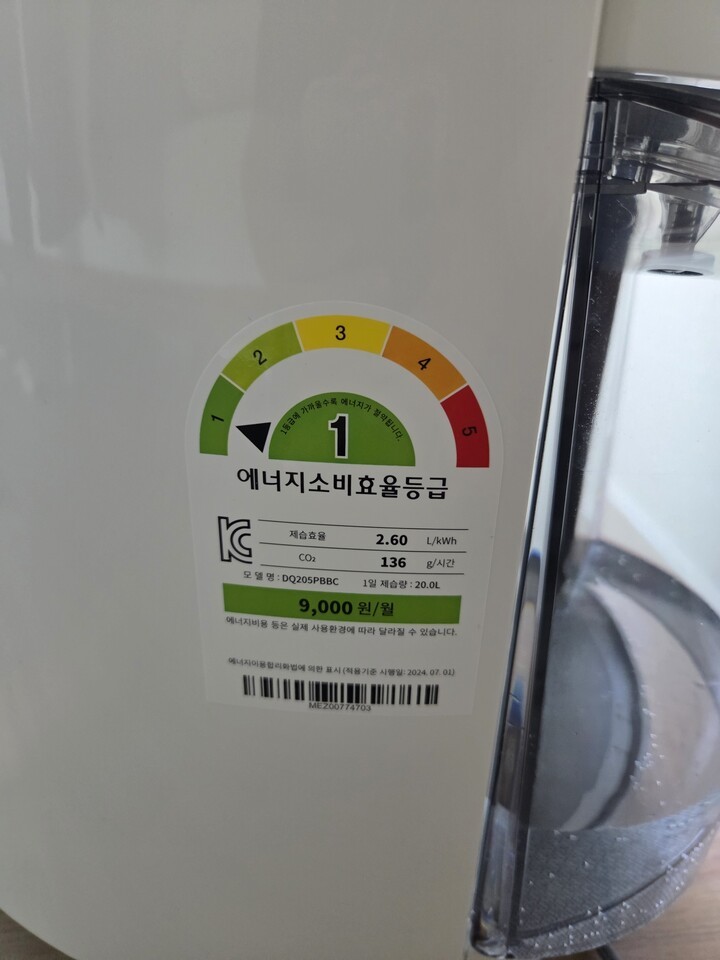 1 2 3 4 5
1등급에 가까울수록 에너지가 절약됩니다.
1
에너지소비효율등급
제습효율 2.60 L/kWh
CO₂ 136 g/시간
모 델 명 : DQ205PBBC 1일 제습량 : 20.0L
9,000 원/월
에너지비용 등은 실제 사용환경에 따라 달라질 수 있습니다.
에너지이용합리화법에 의한 표시 (적용기준 시행일: 2024. 07. 01)
MEZ00774703